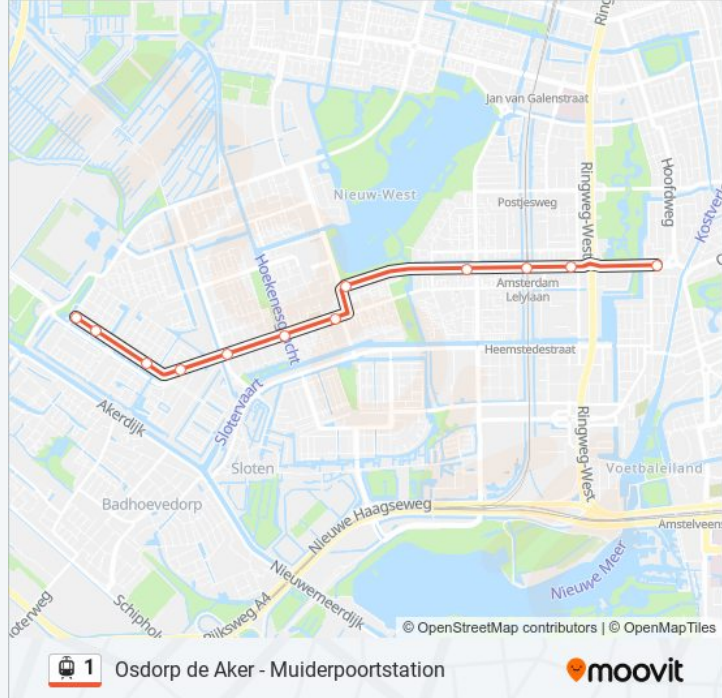 Ring
Jan van Galenstraat
Nieuw-West
Postjesweg
Ringweg-West
Hoofdweg
Kostverl
Hoekenesgracht
Amsterdam
Lelylaan
Heemstedestraat
Akerdijk
Slotervaart
Ringweg-West
Sloten
Voetbaleiland
Badhoevedorp
Nieuwe Haagseweg
Amstelveens
Nieuwemeerdijk
Nieuwe Meer
oterweg
Schiphol
Rijksweg A4
© OpenStreetMap contributors | © OpenMapTiles
1 Osdorp de Aker - Muiderpoortstation
moovit